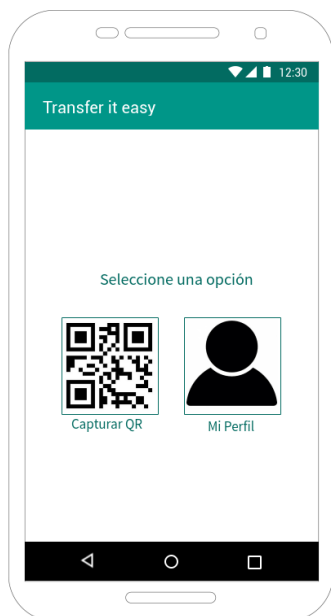 12:30
Transfer it easy
Seleccione una opción
Capturar QR
Mi Perfil